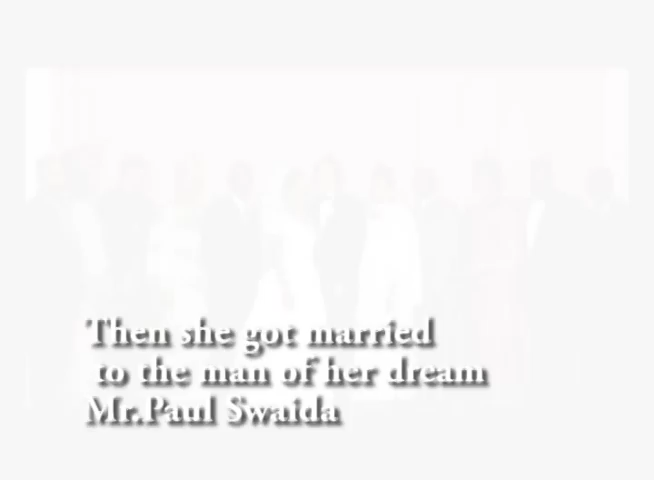 Then she got married
to the man of her dream
Mr.Paul Swaida